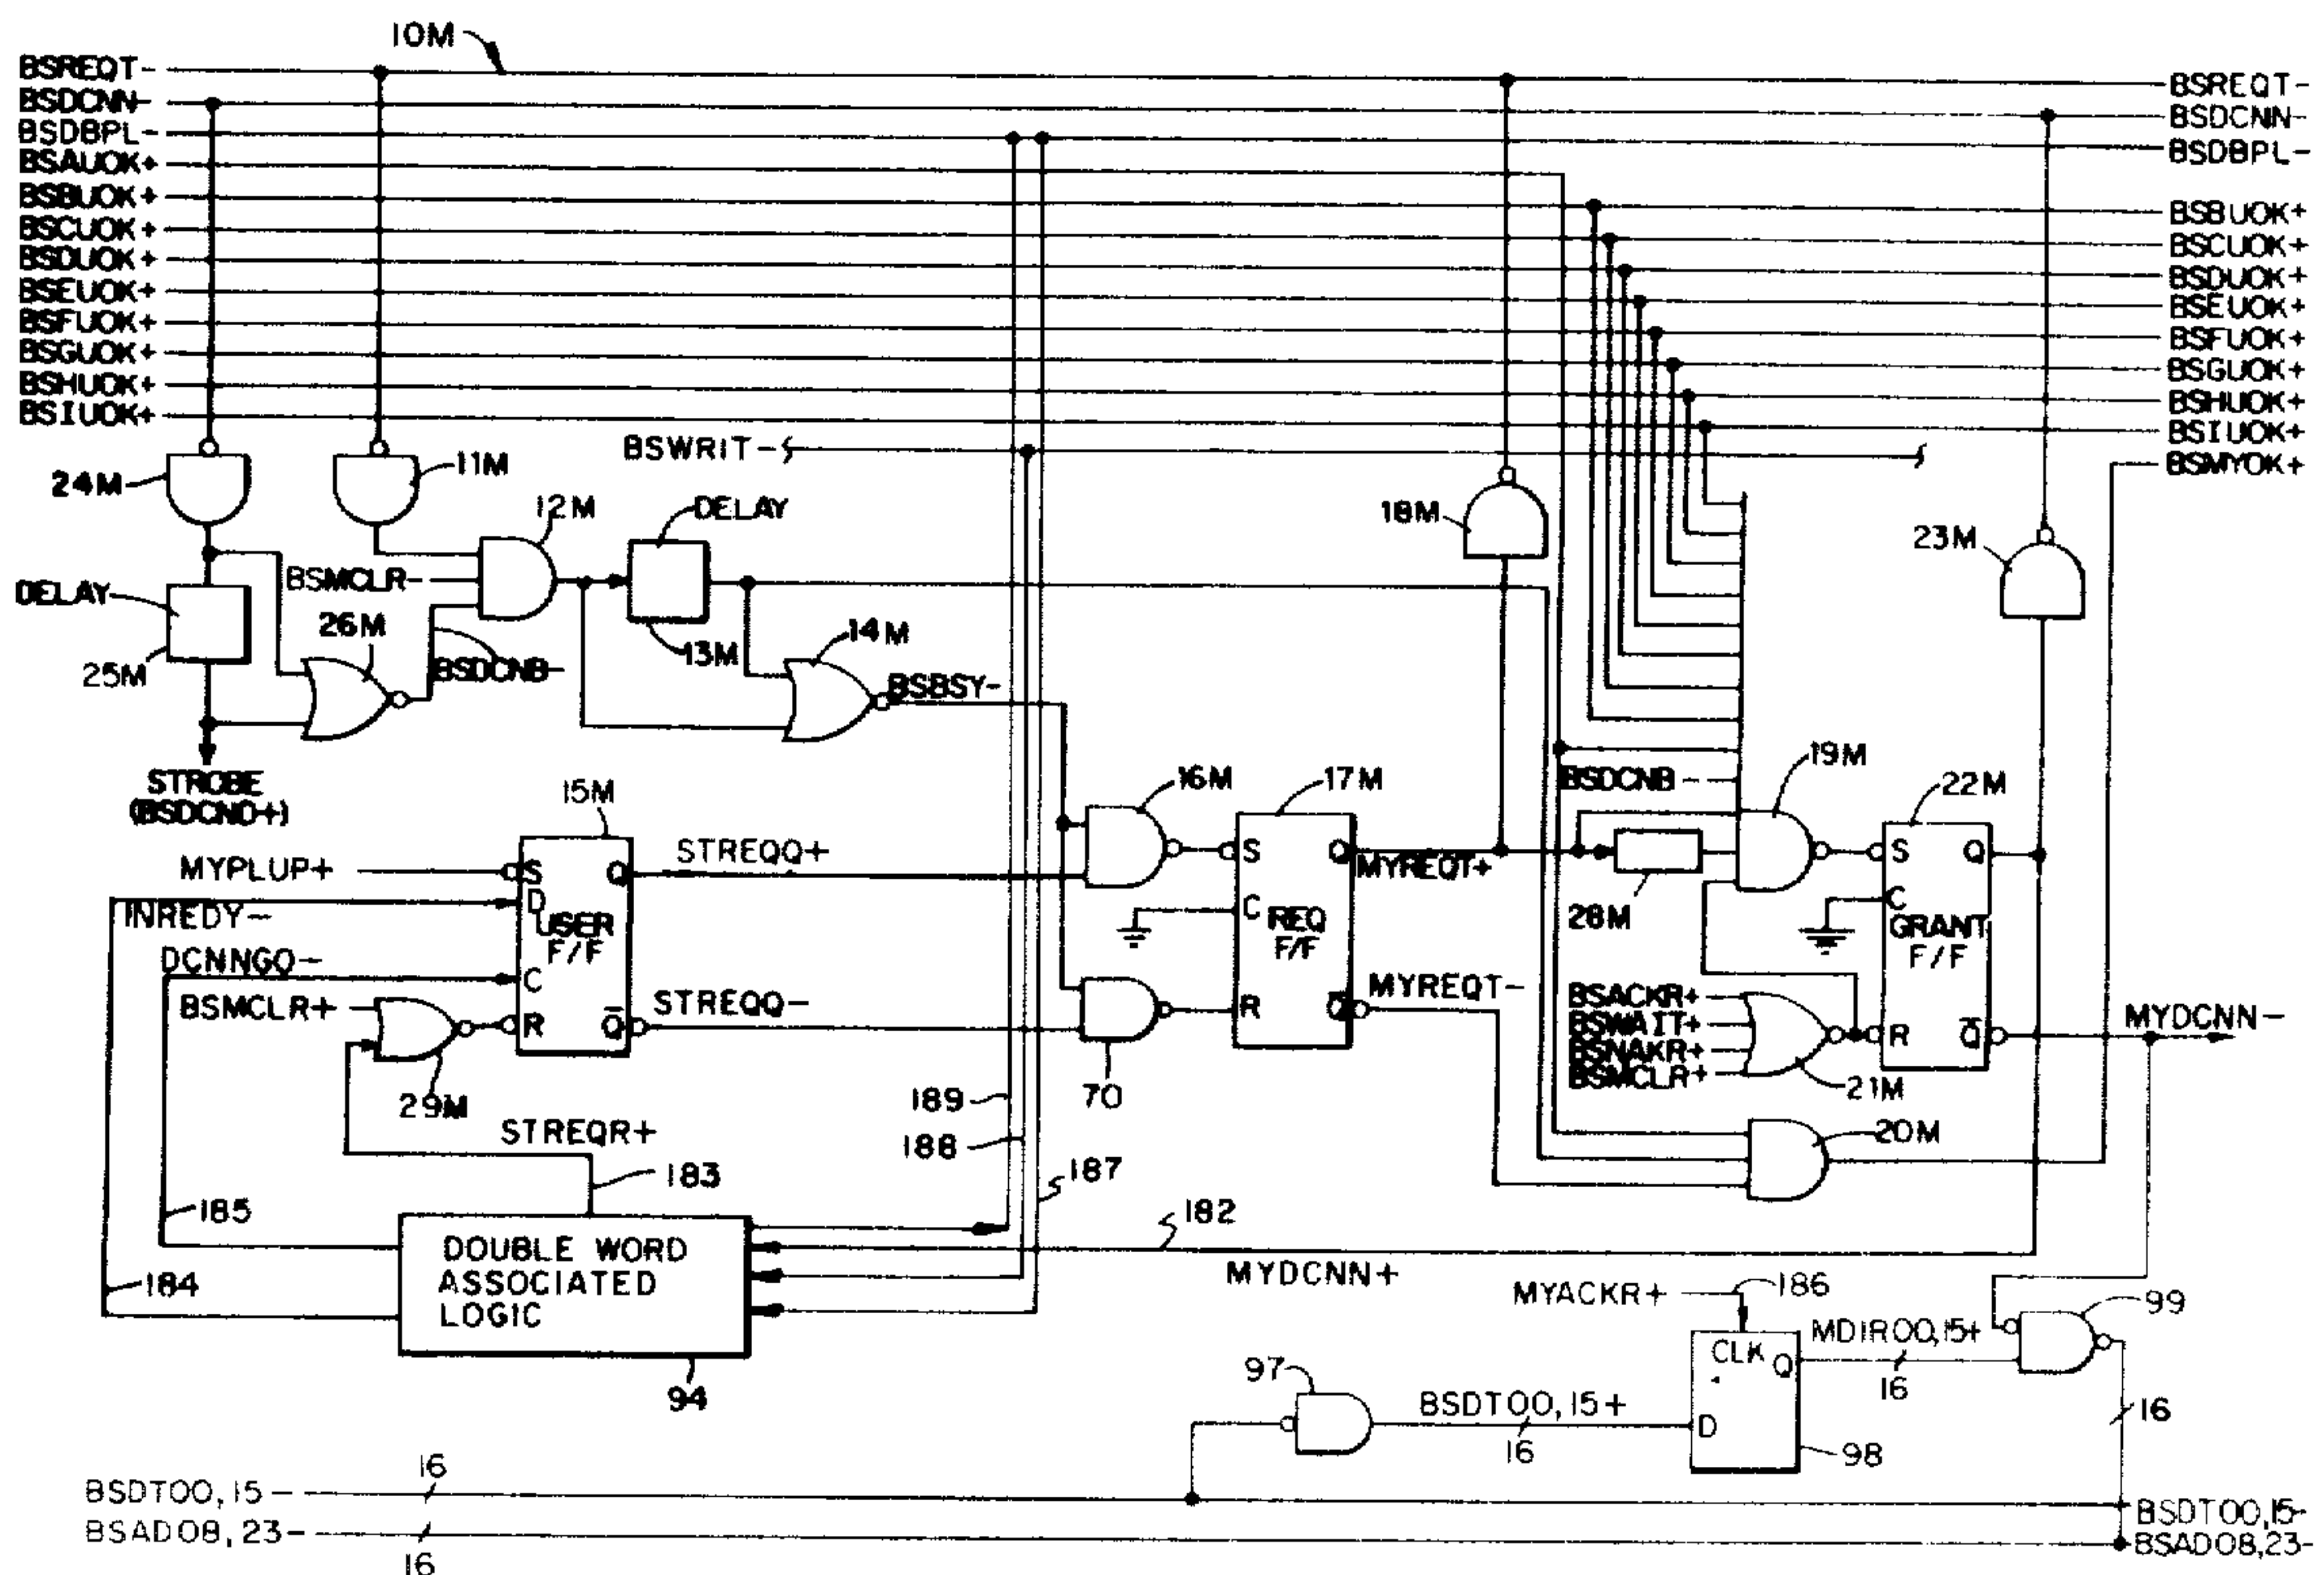 10M
BSREQT-
BSREQT-
BSDCNN-
BSDCNN-
BSDBPL-
BSDBPL-
BSAUOK+
BSBUOK+
BSBUOK+
BSCUOK+
BSCUOK+
BSDUOK+
BSDUOK+
BSEUOK+
BSEUOK+
BSFUOK+
BSFUOK+
BSGUOK+
BSGUOK+
BSHUOK+
BSHUOK+
BSIUOK+
BSIUOK+
BSWRIT-
BSMYOK+
24M
11M
12M
DELAY
18M
23M
BSMCLR-
DELAY
26M
14M
13M
25M
BSDCNB-
BSBSY-
STROBE
(BSDCND+)
15M
16M
17M
BSDCNB-
19M
22M
MYPLUP+
S
Q
STREQQ+
S
Q
MYREQT+
S
Q
INREDY-
D
USER
F/F
C
REQ
F/F
28M
C
GRANT
F/F
DCNNGO-
C
BSMCLR+
R
Q
STREQQ-
R
Q
MYREQT-
BSACKR+
BSWAIT+
BSNAKR+
BSMCLR+
R
Q
MYDCNN-
29M
70
21M
189
188
187
20M
STREQR+
183
185
182
184
DOUBLE WORD
ASSOCIATED
LOGIC
MYDCNN+
MYACKR+
186
99
94
97
CLK
Q
MDIR00,15+
16
BSDT00,15+
16
D
98
16
BSDT00,15-
16
BSDT00,15-
BSAD08,23-
16
BSAD08,23-